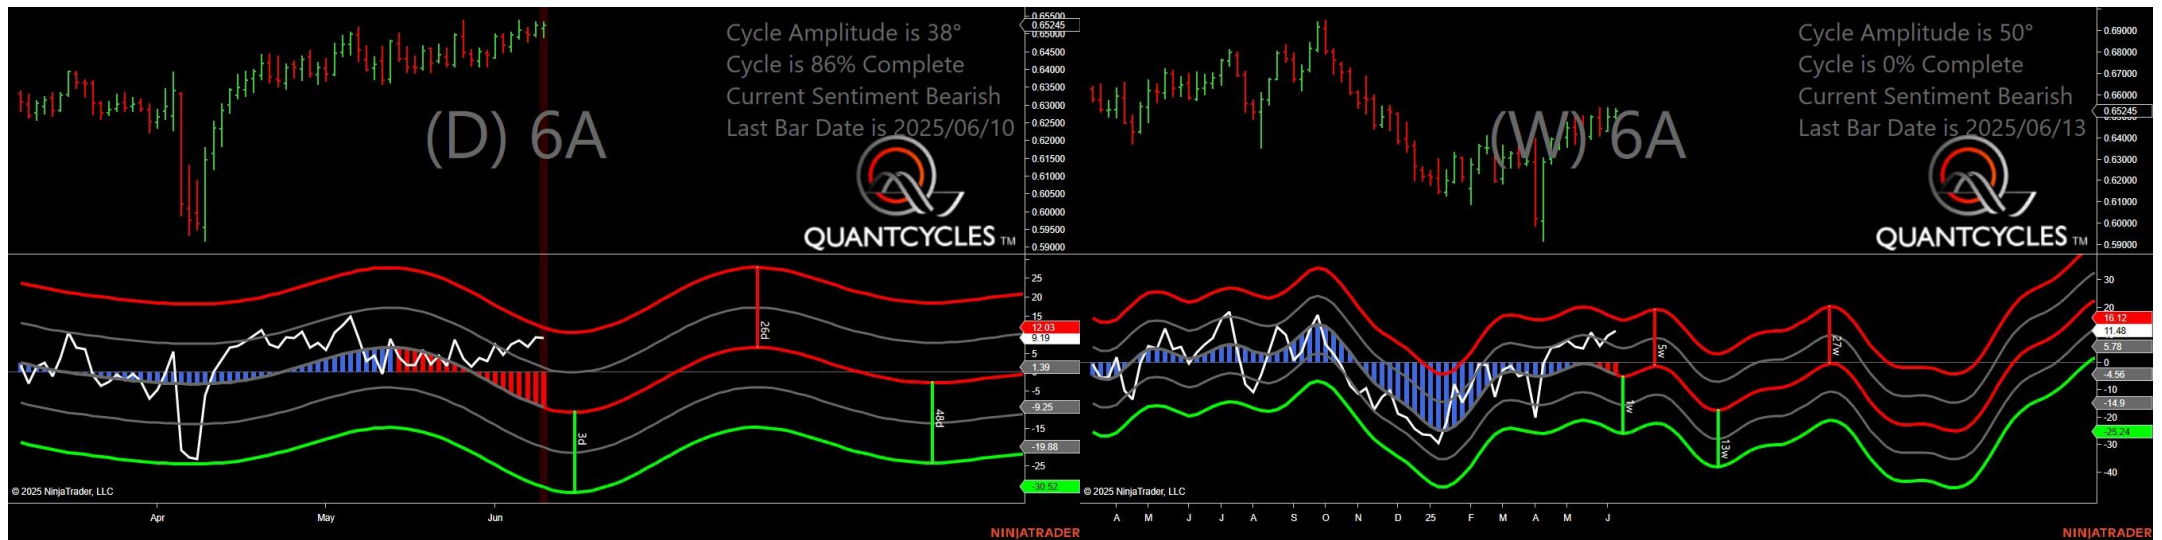 Cycle Amplitude is 38°
Cycle is 86% Complete
Current Sentiment Bearish
Last Bar Date is 2025/06/10
(D) 6A
QUANTCYCLES TM
0.65500
0.65245
0.65000
0.64500
0.64000
0.63500
0.63000
0.62500
0.62000
0.61500
0.61000
0.60500
0.60000
0.59500
0.59000
25
20
15
12.03
9.19
5
1.39
-5
-9.25
-15
-19.88
-25
-30.52
26d
3d
48d
© 2025 NinjaTrader, LLC
Apr May Jun
NINJATRADER
Cycle Amplitude is 50°
Cycle is 0% Complete
Current Sentiment Bearish
Last Bar Date is 2025/06/13
(W) 6A
QUANTCYCLES TM
0.69000
0.68000
0.67000
0.66000
0.65245
0.64000
0.63000
0.62000
0.61000
0.60000
0.59000
30
20
16.12
11.48
5.78
0
-4.56
-10
-14.9
-20
-25.24
-30
-40
5w
27w
1w
13w
© 2025 NinjaTrader, LLC
A M J J A S O N D 25 F M A M J
NINJATRADER